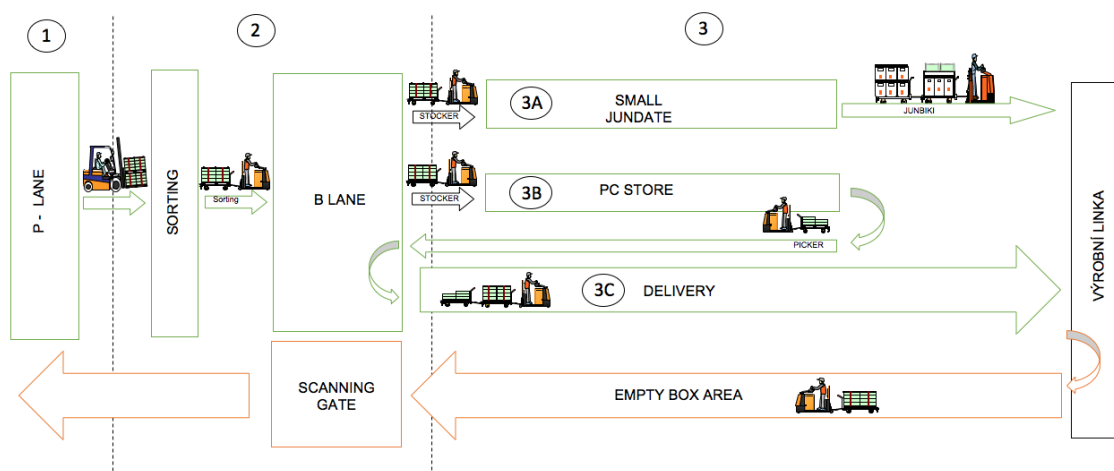 1
2
3
P - LANE
SORTING
Sorting
B LANE
STOCKER
3A
SMALL
JUNDATE
JUNBIKI
STOCKER
3B
PC STORE
PICKER
3C
DELIVERY
VÝROBNÍ LINKA
SCANNING
GATE
EMPTY BOX AREA